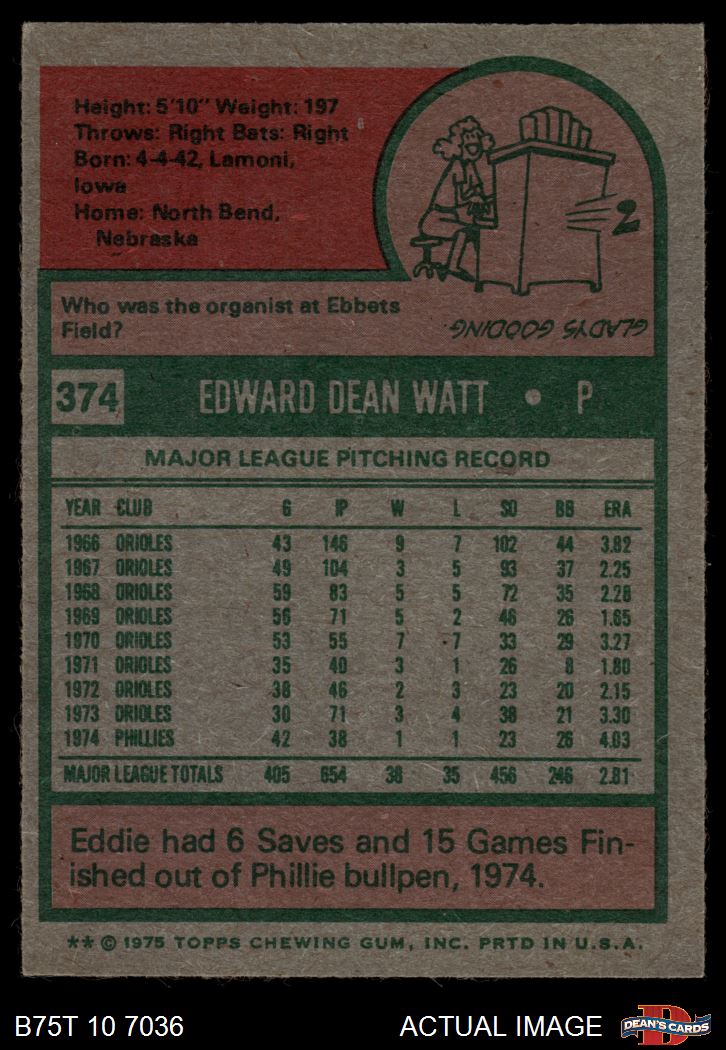 Height: 5'10" Weight: 197
Throws: Right Bats: Right
Born: 4-4-42, Lamoni,
Iowa
Home: North Bend,
Nebraska
2
Who was the organist at Ebbets
Field?
GLADYS GOODING
374 EDWARD DEAN WATT • P
MAJOR LEAGUE PITCHING RECORD
YEAR CLUB G IP W L SO BB ERA
1966 ORIOLES 43 146 9 7 102 44 3.82
1967 ORIOLES 49 104 3 5 93 37 2.25
1968 ORIOLES 59 83 5 5 72 35 2.28
1969 ORIOLES 56 71 5 2 46 26 1.65
1970 ORIOLES 53 55 7 7 33 29 3.27
1971 ORIOLES 35 40 3 1 26 8 1.80
1972 ORIOLES 38 46 2 3 23 20 2.15
1973 ORIOLES 30 71 3 4 38 21 3.30
1974 PHILLIES 42 38 1 1 23 26 4.03
MAJOR LEAGUE TOTALS 405 654 38 35 456 246 2.81
Eddie had 6 Saves and 15 Games Fin-
ished out of Phillie bullpen, 1974.
** © 1975 TOPPS CHEWING GUM, INC. PRTD IN U.S.A.
B75T 10 7036 ACTUAL IMAGE DEAN'S CARDS